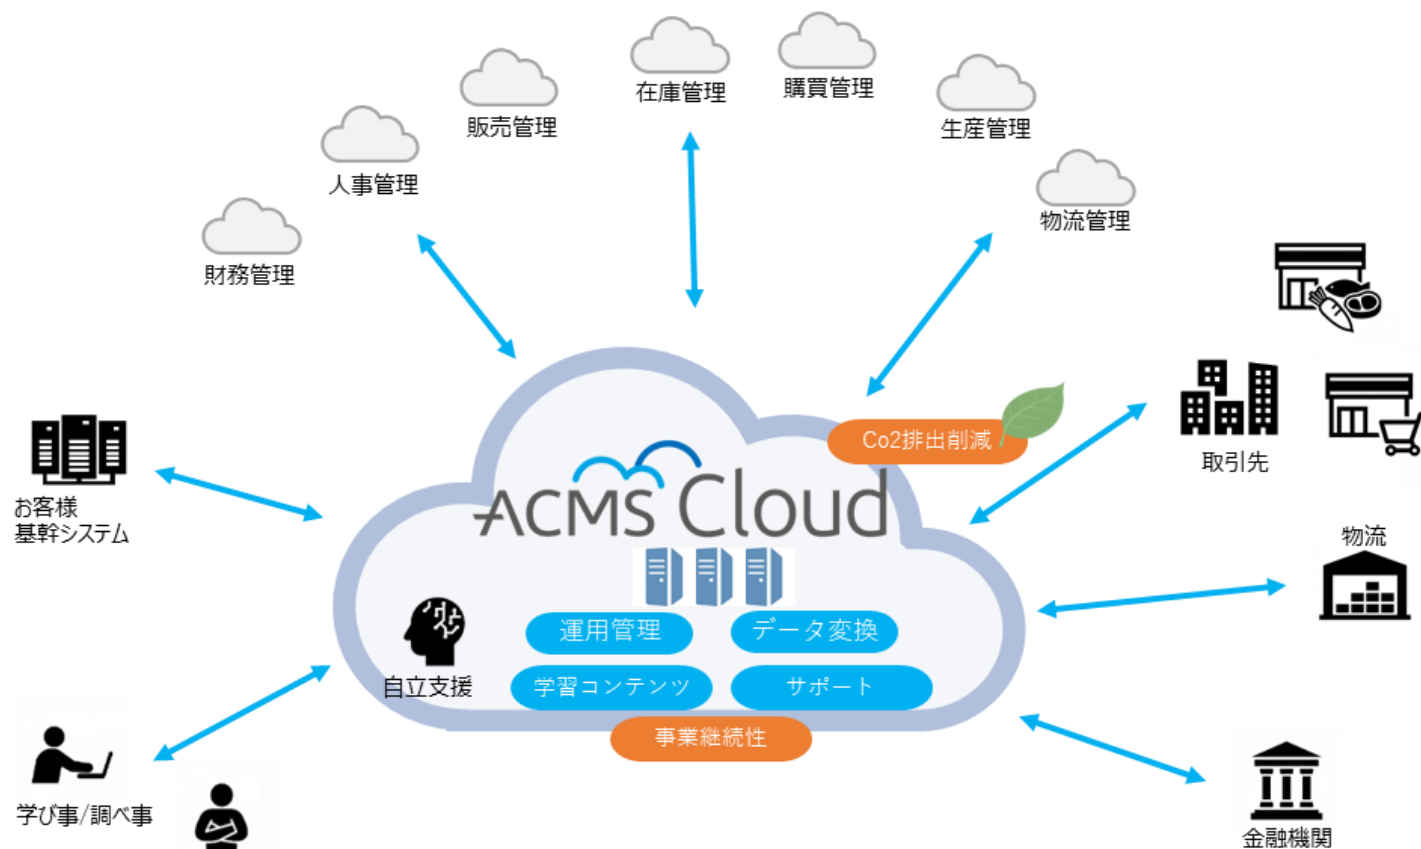 在庫管理
購買管理
販売管理
生産管理
人事管理
物流管理
財務管理
Co2排出削減
取引先
ACMS Cloud
お客様
基幹システム
物流
運用管理
データ変換
自立支援
学習コンテンツ
サポート
事業継続性
学び事/調べ事
金融機関